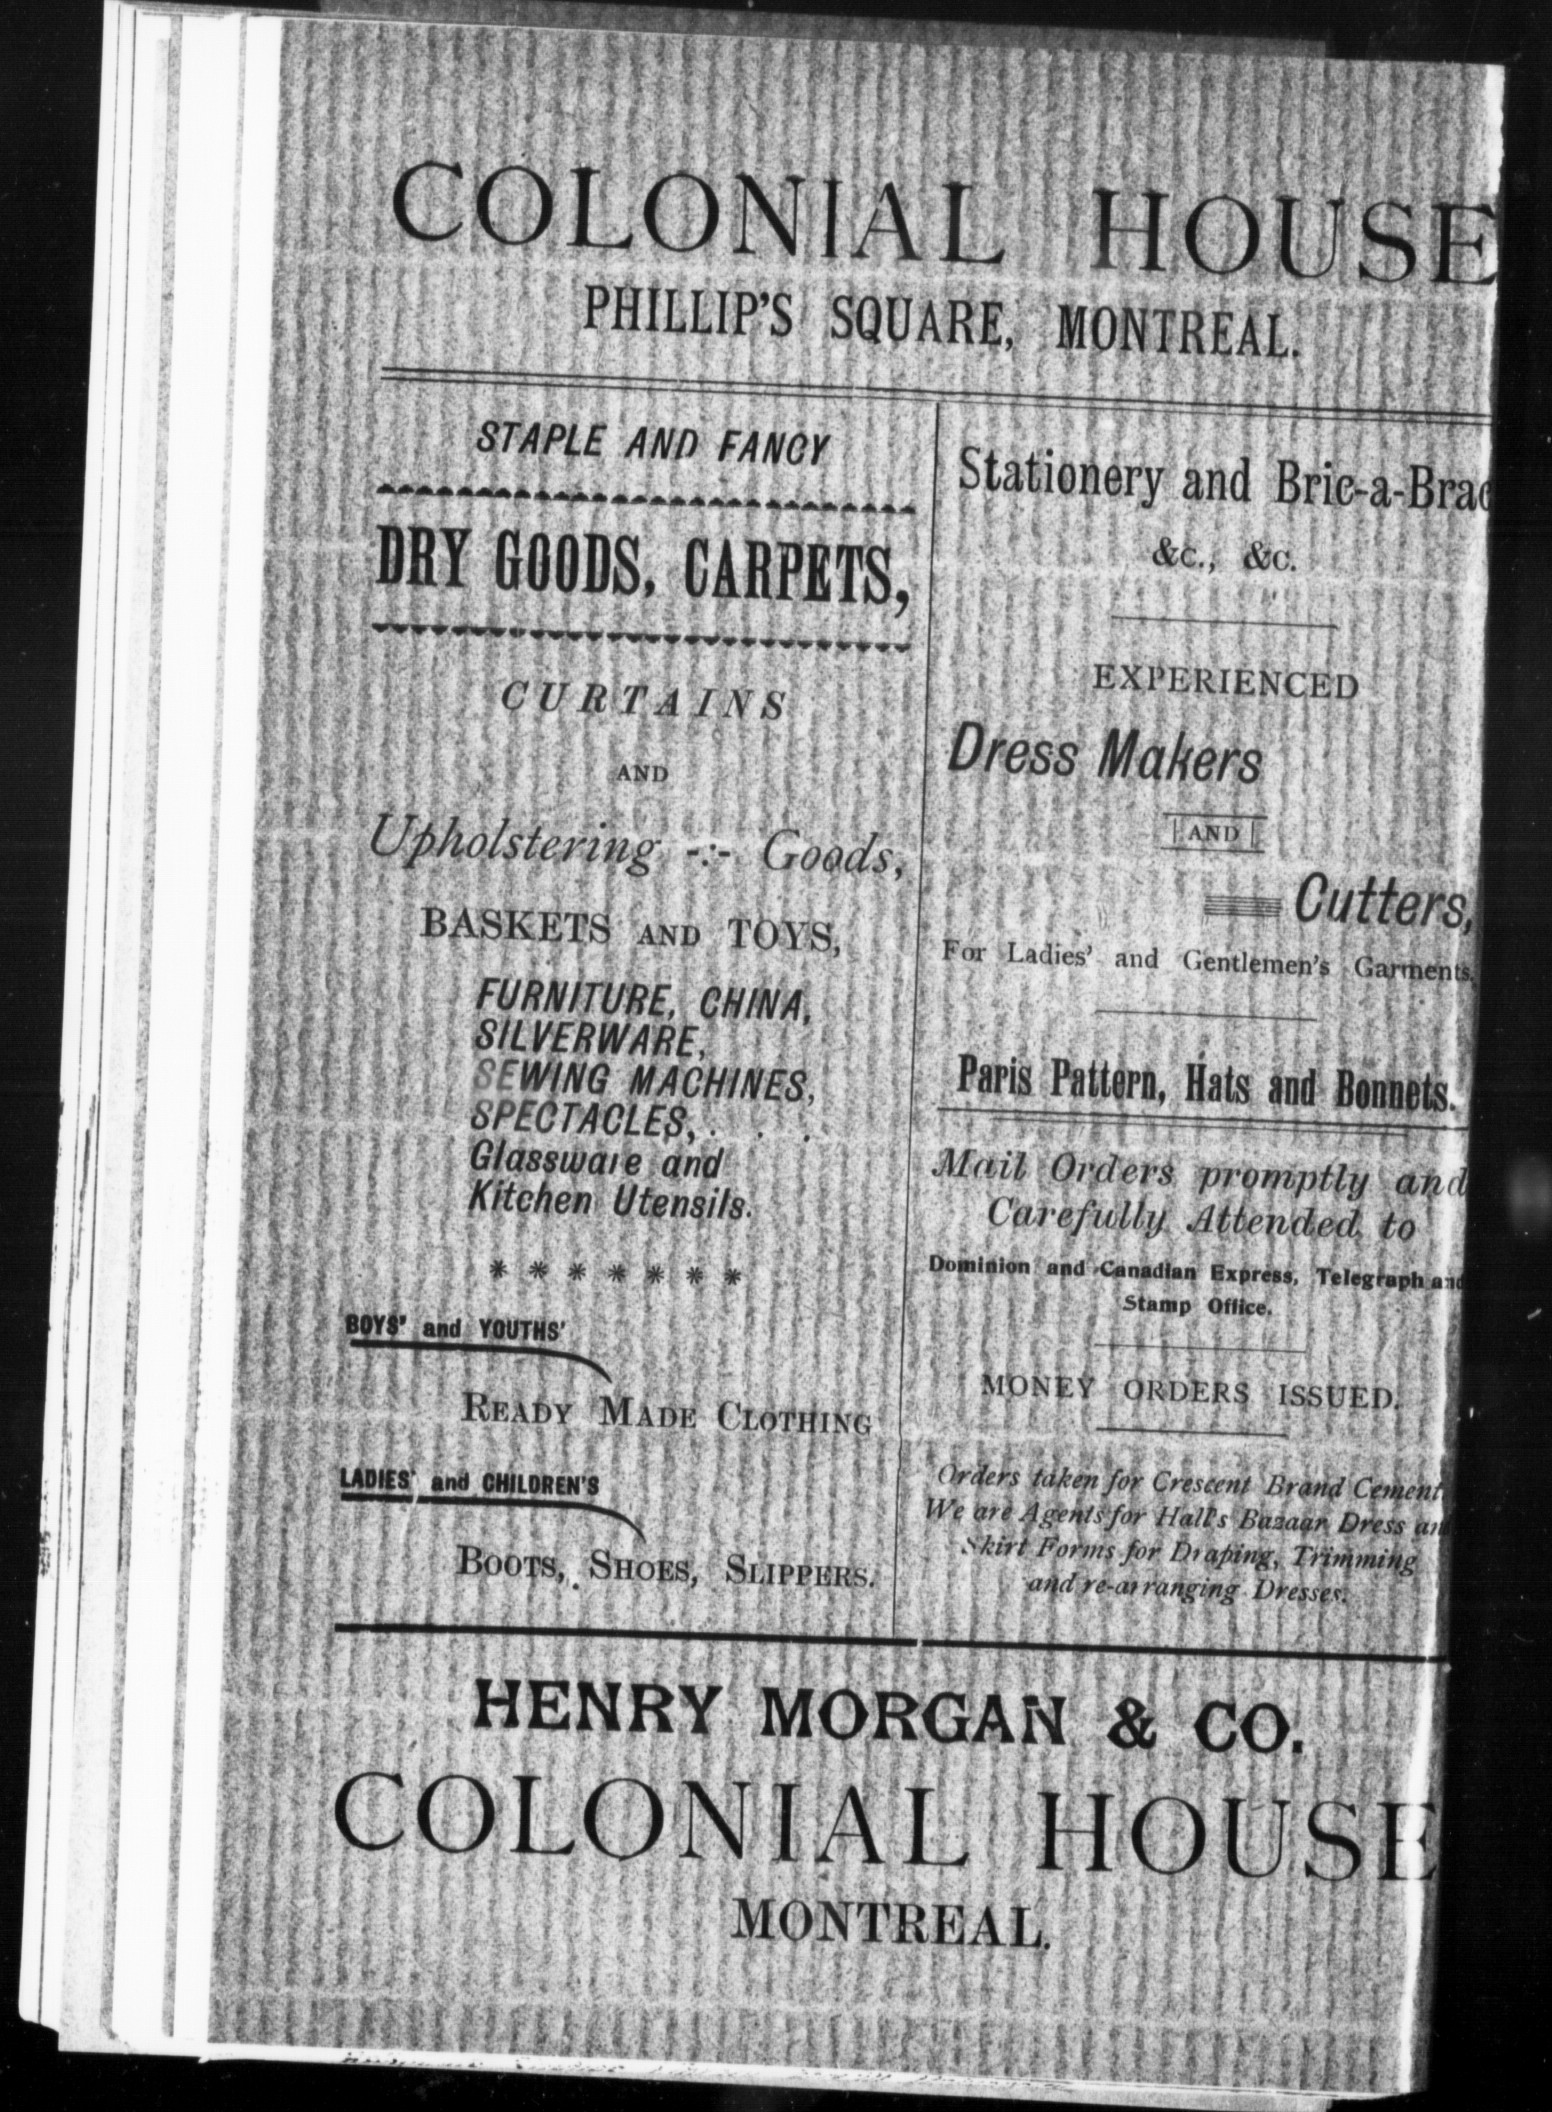 COLONIAL HOUSE
PHILLIP'S SQUARE, MONTREAL.
STAPLE AND FANCY
DRY GOODS, CARPETS,
CURTAINS
AND
Upholstering -:- Goods,
BASKETS AND TOYS,
FURNITURE, CHINA,
SILVERWARE,
SEWING MACHINES,
SPECTACLES, . . .
Glassware and
Kitchen Utensils.
* * * * * * *
BOYS' and YOUTHS'
READY MADE CLOTHING
LADIES' and CHILDREN'S
BOOTS, SHOES, SLIPPERS.
Stationery and Bric-a-Brac
&c., &c.
EXPERIENCED
Dress Makers
AND
Cutters,
For Ladies' and Gentlemen's Garments.
Paris Pattern, Hats and Bonnets.
Mail Orders promptly and
Carefully Attended to
Dominion and Canadian Express, Telegraph and
Stamp Office.
MONEY ORDERS ISSUED.
Orders taken for Crescent Brand Cement
We are Agents for Hall's Bazaar Dress an
Skirt Forms for Draping, Trimming
and re-arranging Dresses.
HENRY MORGAN & CO.
COLONIAL HOUSE
MONTREAL.